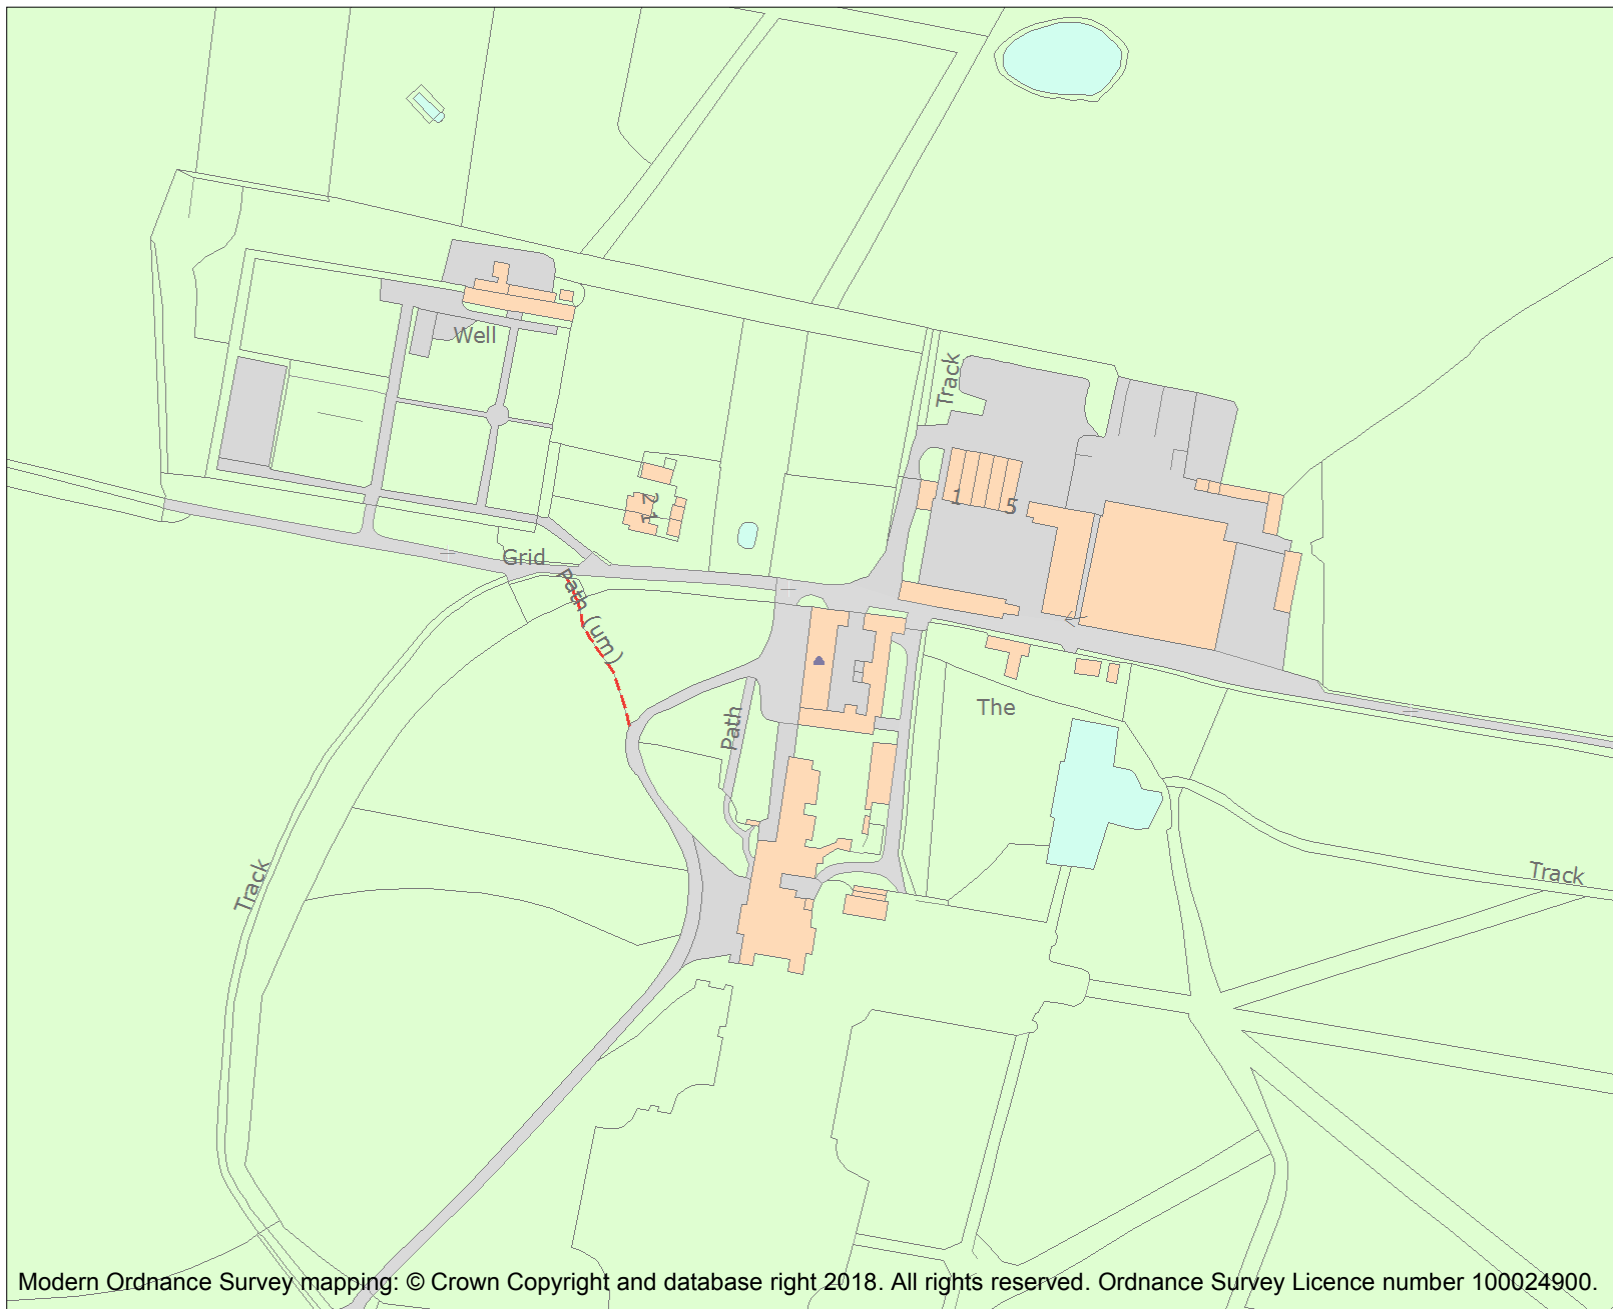 Well
Track
2
1
1
5
Grid
Path (um)
The
Path
Track
Track
Modern Ordnance Survey mapping: © Crown Copyright and database right 2018. All rights reserved. Ordnance Survey Licence number 100024900.